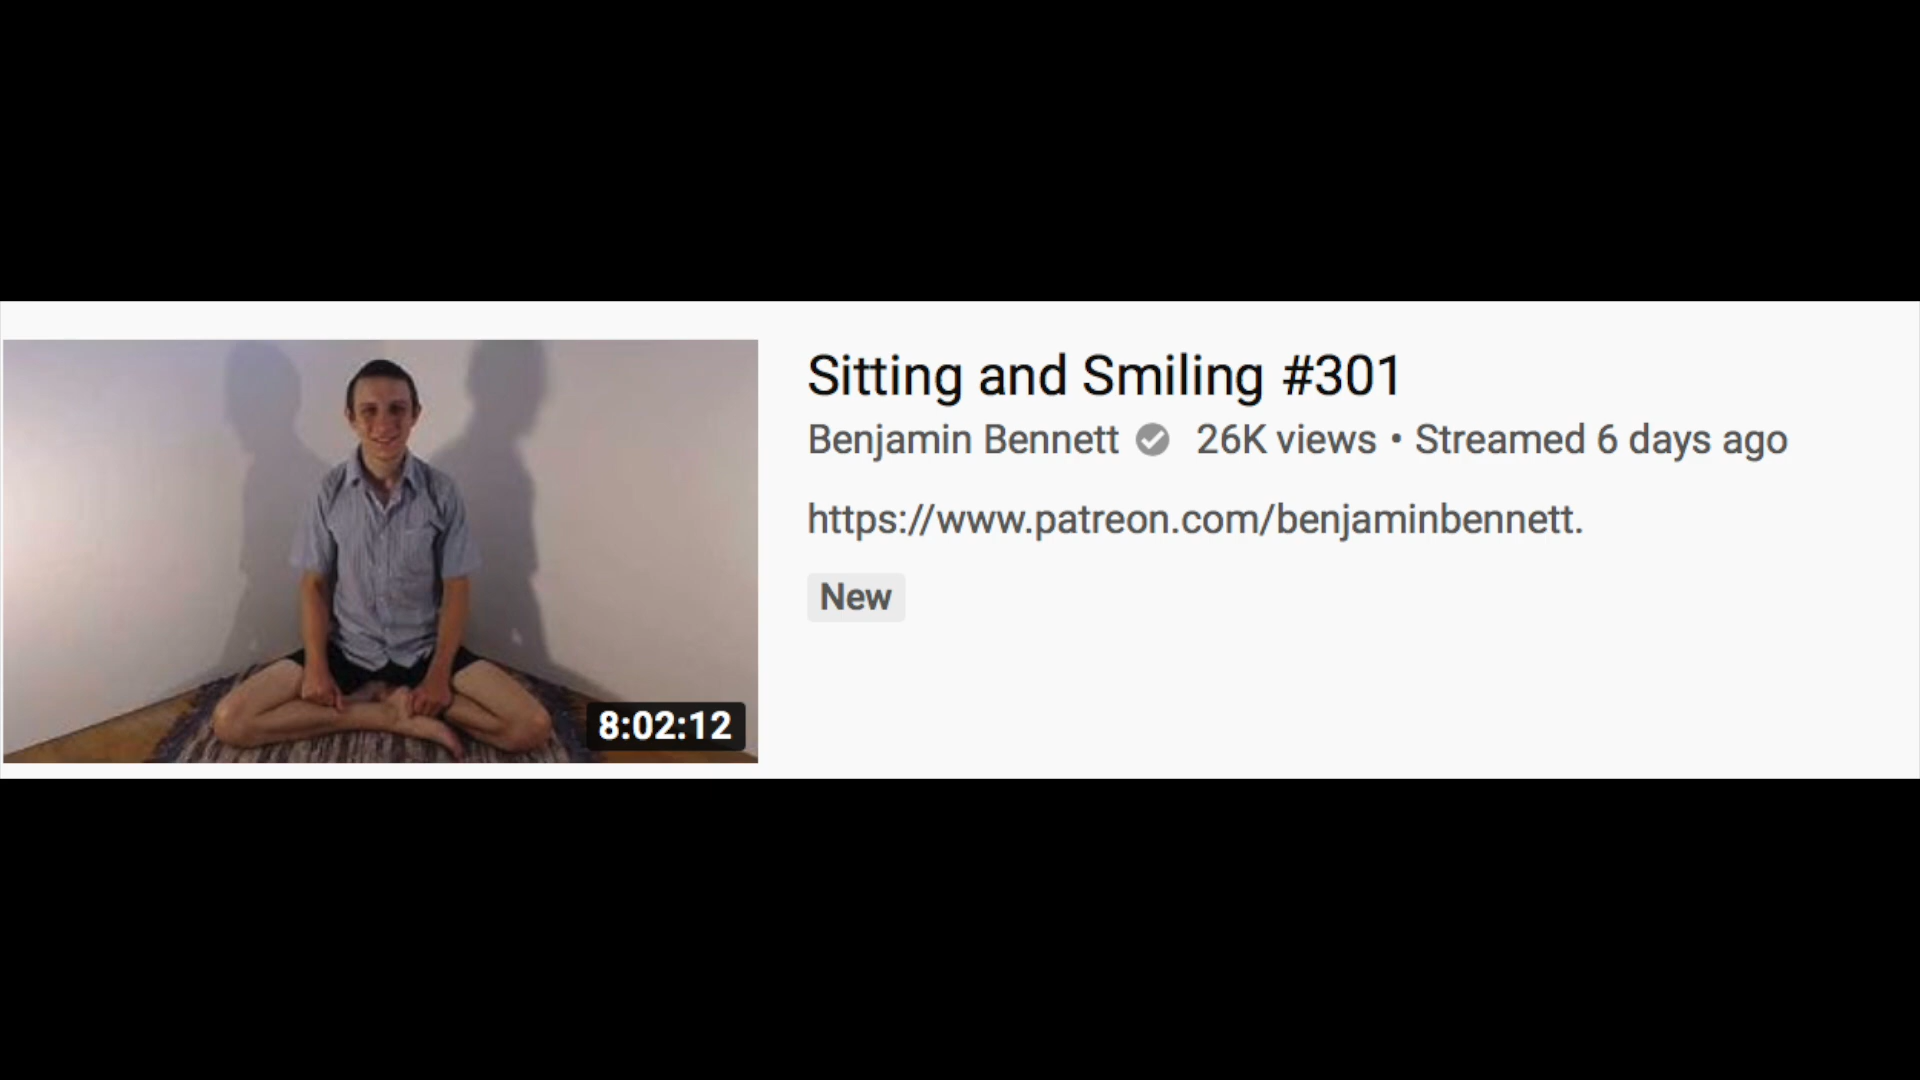 Sitting and Smiling #301
Benjamin Bennett 26K views • Streamed 6 days ago
https://www.patreon.com/benjaminbennett.
New
8:02:12